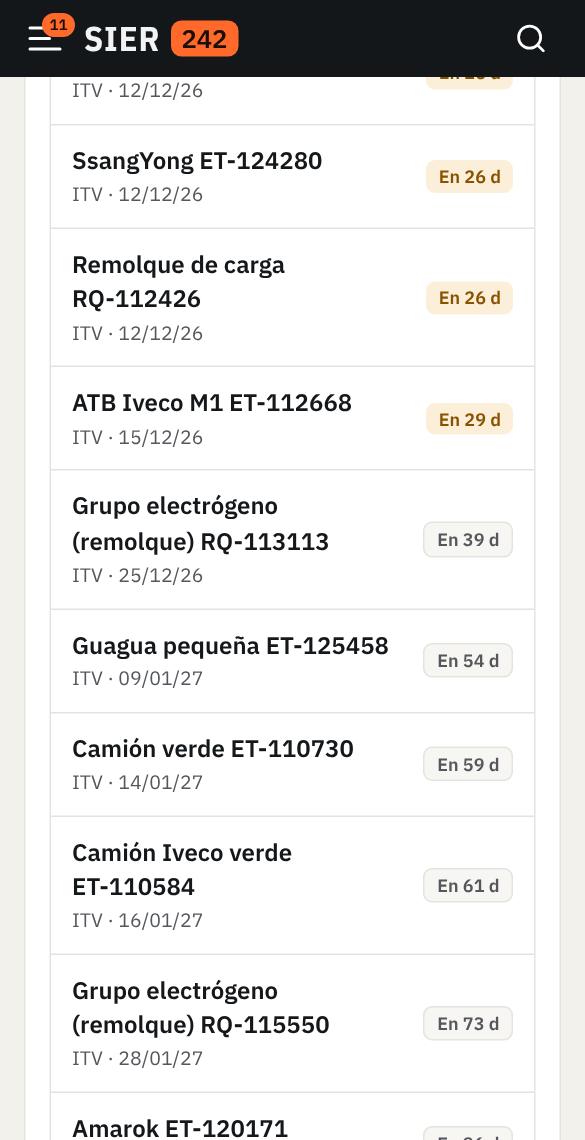 11
SIER 242
ITV · 12/12/26
SsangYong ET-124280
En 26 d
ITV · 12/12/26
Remolque de carga
RQ-112426
En 26 d
ITV · 12/12/26
ATB Iveco M1 ET-112668
En 29 d
ITV · 15/12/26
Grupo electrógeno
(remolque) RQ-113113
En 39 d
ITV · 25/12/26
Guagua pequeña ET-125458
En 54 d
ITV · 09/01/27
Camión verde ET-110730
En 59 d
ITV · 14/01/27
Camión Iveco verde
ET-110584
En 61 d
ITV · 16/01/27
Grupo electrógeno
(remolque) RQ-115550
En 73 d
ITV · 28/01/27
Amarok ET-120171